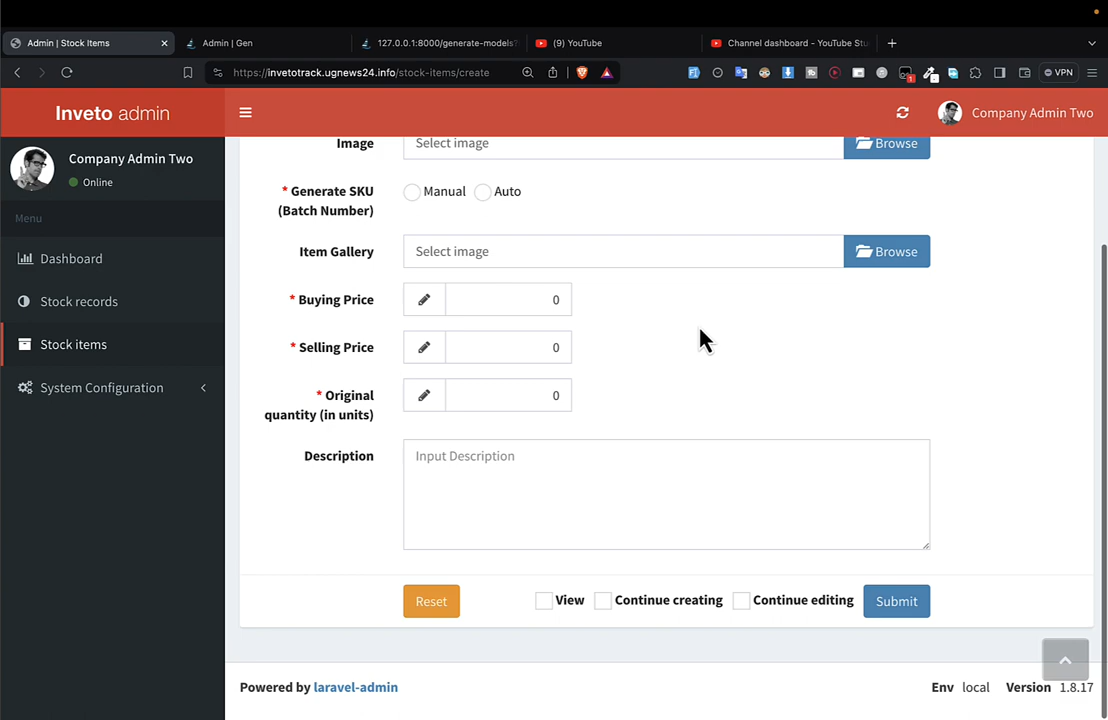 Admin | Stock Items
Admin | Gen
127.0.0.1:8000/generate-models?
(9) YouTube
Channel dashboard - YouTube Stu
https://invetotrack.ugnews24.info/stock-items/create
1
VPN
Inveto admin
Company Admin Two
Company Admin Two
Online
Menu
Dashboard
Stock records
Stock items
System Configuration
Image
Select image
Browse
* Generate SKU
(Batch Number)
Manual
Auto
Item Gallery
Select image
Browse
* Buying Price
0
* Selling Price
0
* Original
quantity (in units)
0
Description
Input Description
Reset
View
Continue creating
Continue editing
Submit
Powered by laravel-admin
Env local
Version 1.8.17